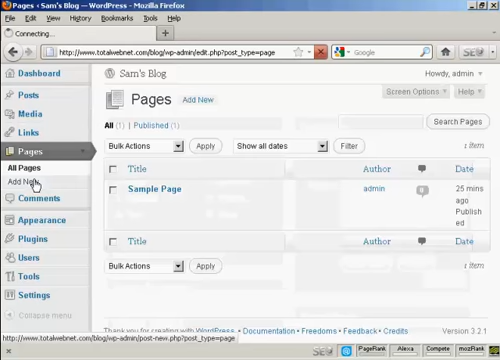 Pages ‹ Sam's Blog — WordPress - Mozilla Firefox
File Edit View History Bookmarks Tools Help
Connecting...
http://www.totalwebnet.com/blog/wp-admin/edit.php?post_type=page
Google
Dashboard
Posts
Media
Links
Pages
All Pages
Add New
Comments
Appearance
Plugins
Users
Tools
Settings
Collapse menu
Sam's Blog
Howdy, admin
Screen Options
Help
Pages Add New
All (1) | Published (1)
Search Pages
Bulk Actions Apply Show all dates Filter 1 item
Title Author Date
Sample Page admin 0 25 mins
ago
Publish
ed
Title Author Date
Bulk Actions Apply 1 item
Thank you for creating with WordPress. • Documentation • Freedoms • Feedback • Credits Version 3.2.1
http://www.totalwebnet.com/blog/wp-admin/post-new.php?post_type=page
PageRank Alexa Compete mozRank